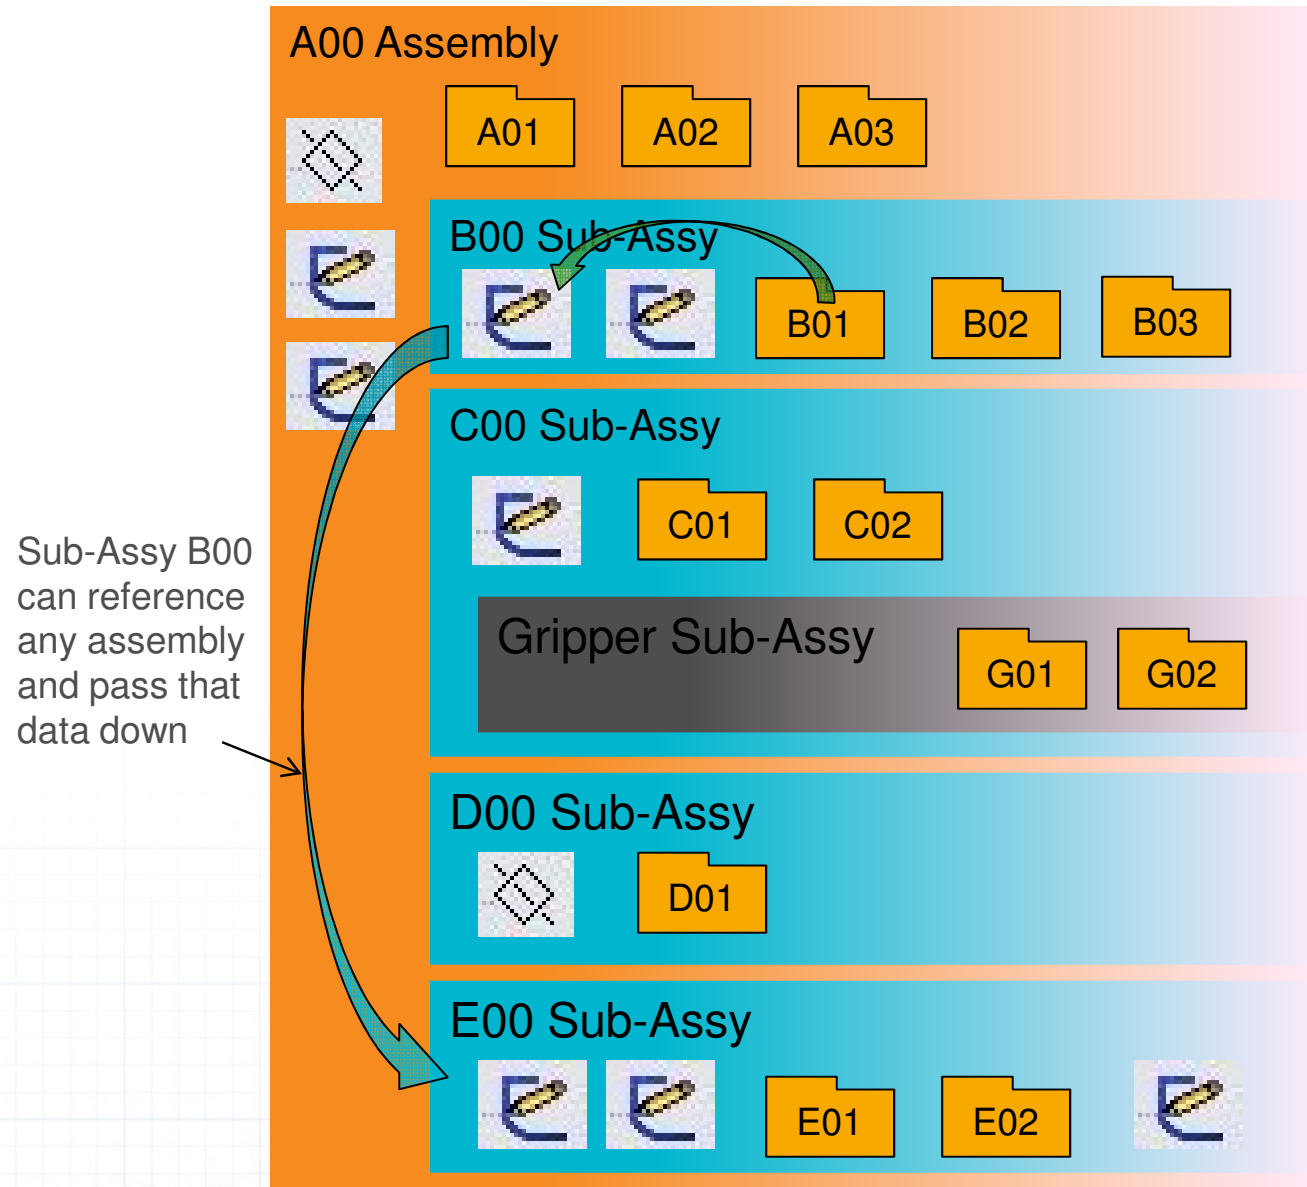 A00 Assembly
A01 A02 A03
B00 Sub-Assy
B01 B02 B03
C00 Sub-Assy
C01 C02
Sub-Assy B00
can reference
any assembly
and pass that
data down
Gripper Sub-Assy
G01 G02
D00 Sub-Assy
D01
E00 Sub-Assy
E01 E02